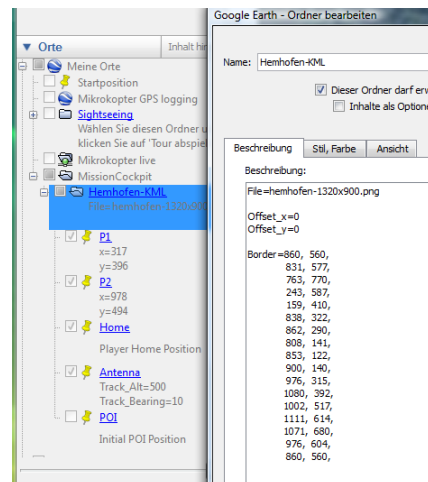 Orte
Inhalt hin
Meine Orte
Startposition
Mikrokopter GPS logging
Sightseeing
Wählen Sie diesen Ordner u
klicken Sie auf 'Tour abspiel
Mikrokopter live
MissionCockpit
Hemhofen-KML
File=hemhofen-1320x900
P1
x=317
y=396
P2
x=978
y=494
Home
Player Home Position
Antenna
Track_Alt=500
Track_Bearing=10
POI
Initial POI Position
Google Earth - Ordner bearbeiten
Name: Hemhofen-KML
Dieser Ordner darf erw
Inhalte als Option
Beschreibung Stil, Farbe Ansicht
Beschreibung:
File=hemhofen-1320x900.png
Offset_x=0
Offset_y=0
Border=860, 560,
831, 577,
763, 770,
243, 587,
159, 410,
838, 322,
862, 290,
808, 141,
853, 122,
900, 140,
976, 315,
1080, 392,
1002, 517,
1111, 614,
1071, 680,
976, 604,
860, 560,